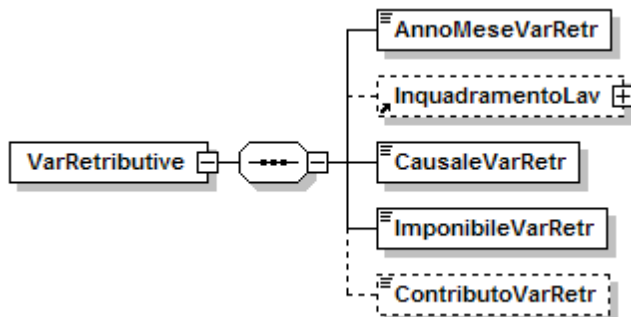 AnnoMeseVarRetr
InquadramentoLav
VarRetributive
CausaleVarRetr
ImponibileVarRetr
ContributoVarRetr